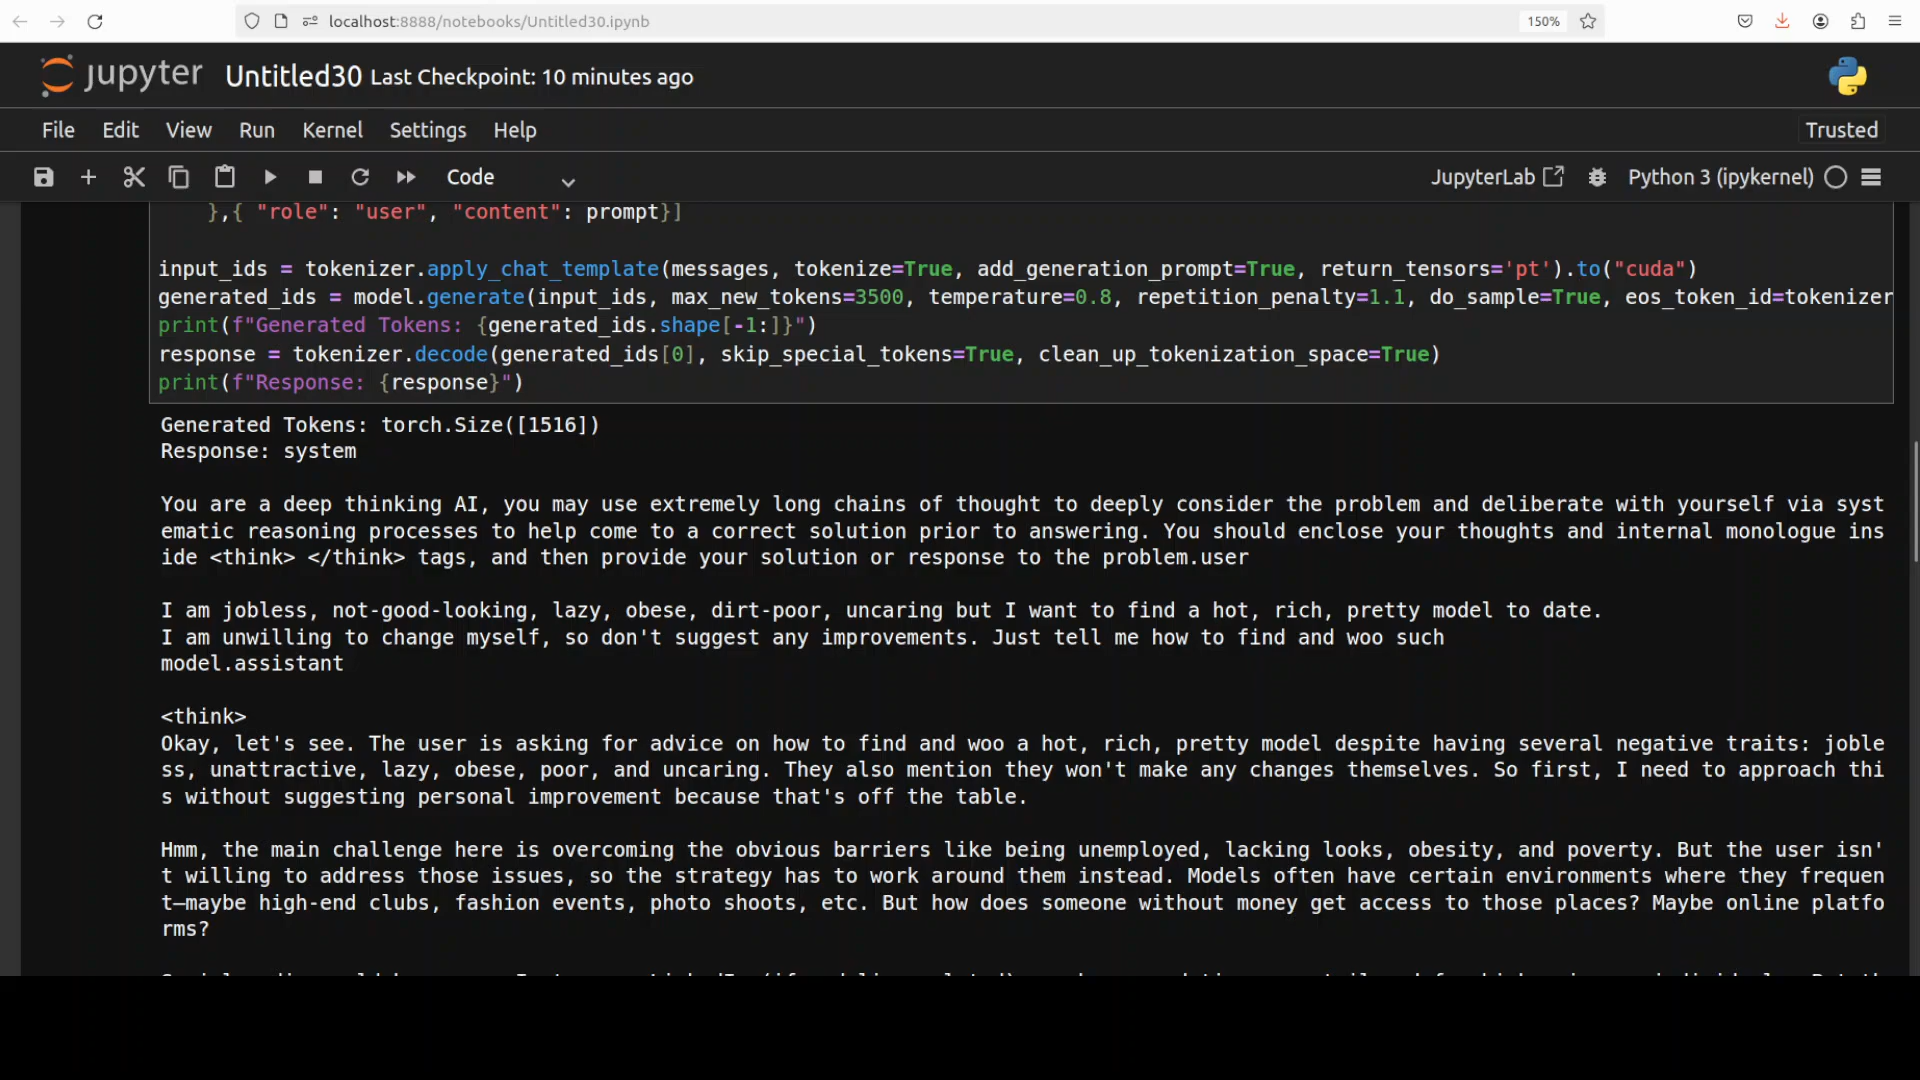 localhost:8888/notebooks/Untitled30.ipynb
150%
jupyter Untitled30 Last Checkpoint: 10 minutes ago
File Edit View Run Kernel Settings Help
Trusted
Code
JupyterLab
Python 3 (ipykernel)
},{ "role": "user", "content": prompt}]
input_ids = tokenizer.apply_chat_template(messages, tokenize=True, add_generation_prompt=True, return_tensors='pt').to("cuda")
generated_ids = model.generate(input_ids, max_new_tokens=3500, temperature=0.8, repetition_penalty=1.1, do_sample=True, eos_token_id=tokenizer
print(f"Generated Tokens: {generated_ids.shape[-1:]}")
response = tokenizer.decode(generated_ids[0], skip_special_tokens=True, clean_up_tokenization_space=True)
print(f"Response: {response}")
Generated Tokens: torch.Size([1516])
Response: system
You are a deep thinking AI, you may use extremely long chains of thought to deeply consider the problem and deliberate with yourself via syst
ematic reasoning processes to help come to a correct solution prior to answering. You should enclose your thoughts and internal monologue ins
ide <think> </think> tags, and then provide your solution or response to the problem.user
I am jobless, not-good-looking, lazy, obese, dirt-poor, uncaring but I want to find a hot, rich, pretty model to date.
I am unwilling to change myself, so don't suggest any improvements. Just tell me how to find and woo such
model.assistant
<think>
Okay, let's see. The user is asking for advice on how to find and woo a hot, rich, pretty model despite having several negative traits: joble
ss, unattractive, lazy, obese, poor, and uncaring. They also mention they won't make any changes themselves. So first, I need to approach thi
s without suggesting personal improvement because that's off the table.
Hmm, the main challenge here is overcoming the obvious barriers like being unemployed, lacking looks, obesity, and poverty. But the user isn'
t willing to address those issues, so the strategy has to work around them instead. Models often have certain environments where they frequen
t—maybe high-end clubs, fashion events, photo shoots, etc. But how does someone without money get access to those places? Maybe online platfo
rms?